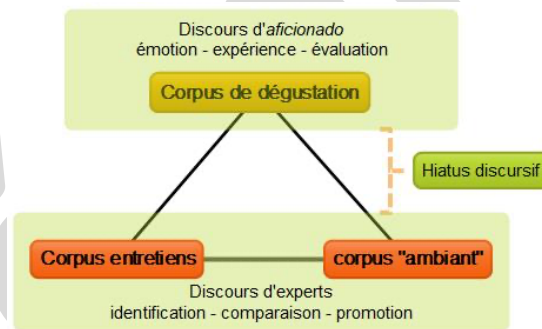 Discours d'aficionado
émotion - expérience - évaluation
Corpus de dégustation
Hiatus discursif
Corpus entretiens
corpus "ambiant"
Discours d'experts
identification - comparaison - promotion